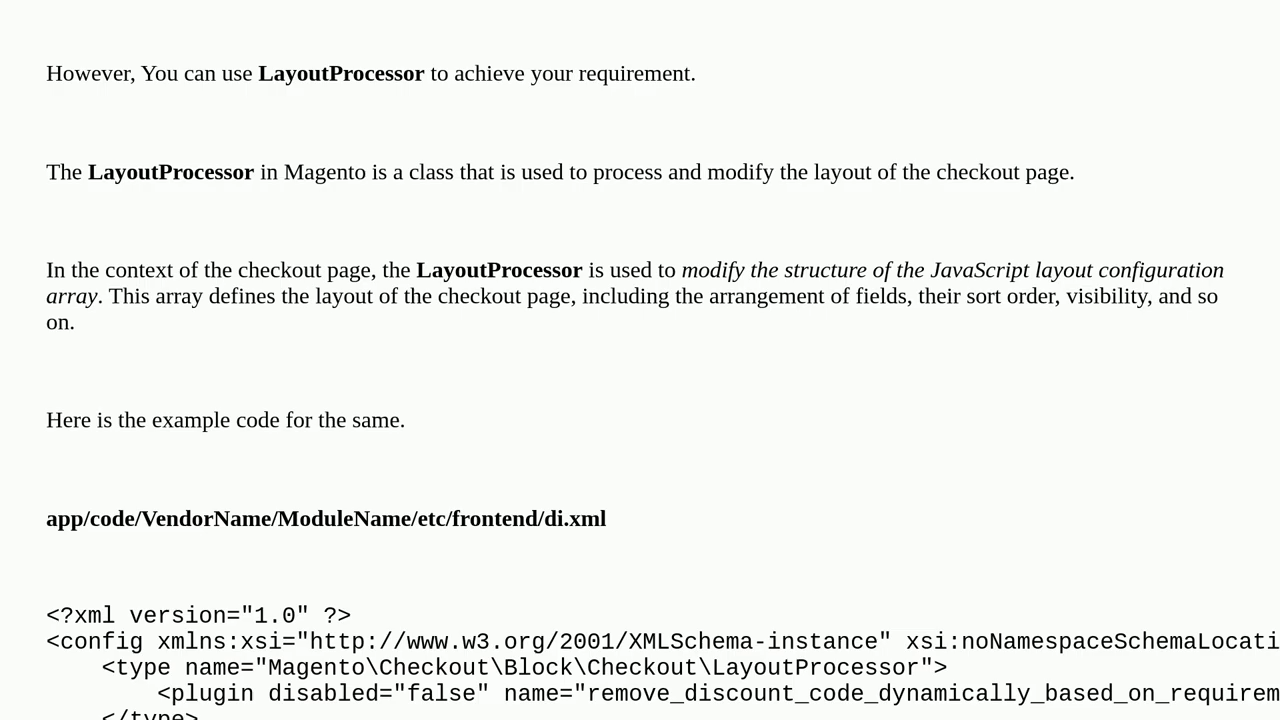 However, You can use LayoutProcessor to achieve your requirement.
The LayoutProcessor in Magento is a class that is used to process and modify the layout of the checkout page.
In the context of the checkout page, the LayoutProcessor is used to modify the structure of the JavaScript layout configuration
array. This array defines the layout of the checkout page, including the arrangement of fields, their sort order, visibility, and so
on.
Here is the example code for the same.
app/code/VendorName/ModuleName/etc/frontend/di.xml
<?xml version="1.0" ?>
<config xmlns:xsi="http://www.w3.org/2001/XMLSchema-instance" xsi:noNamespaceSchemaLocati
    <type name="Magento\Checkout\Block\Checkout\LayoutProcessor">
        <plugin disabled="false" name="remove_discount_code_dynamically_based_on_requirem
    </type>